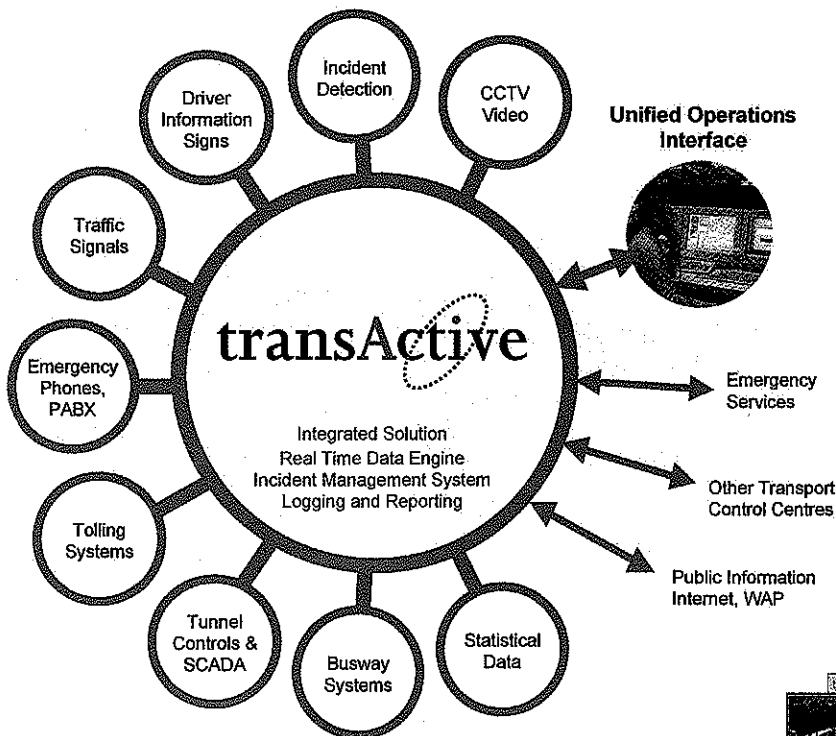 Incident
Detection
CCTV
Video
Driver
Information
Signs
Unified Operations
Interface
Traffic
Signals
transActive
Emergency
Phones,
PABX
Emergency
Services
Integrated Solution
Real Time Data Engine
Incident Management System
Logging and Reporting
Other Transport
Control Centres
Tolling
Systems
Public Information
Internet, WAP
Tunnel
Controls &
SCADA
Busway
Systems
Statistical
Data